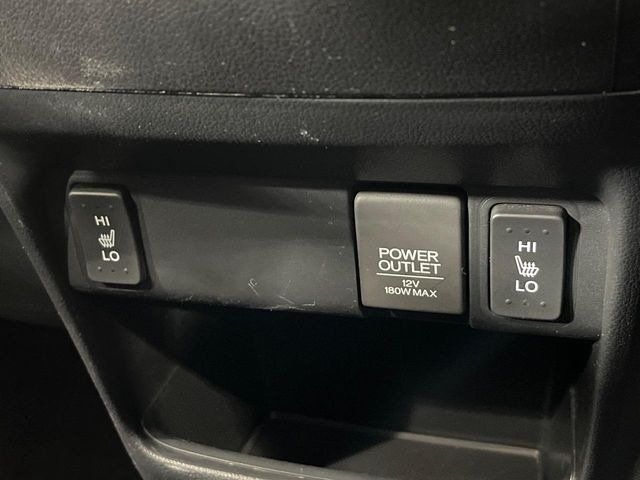 HI
LO
POWER
OUTLET
12V
180W MAX
HI
LO